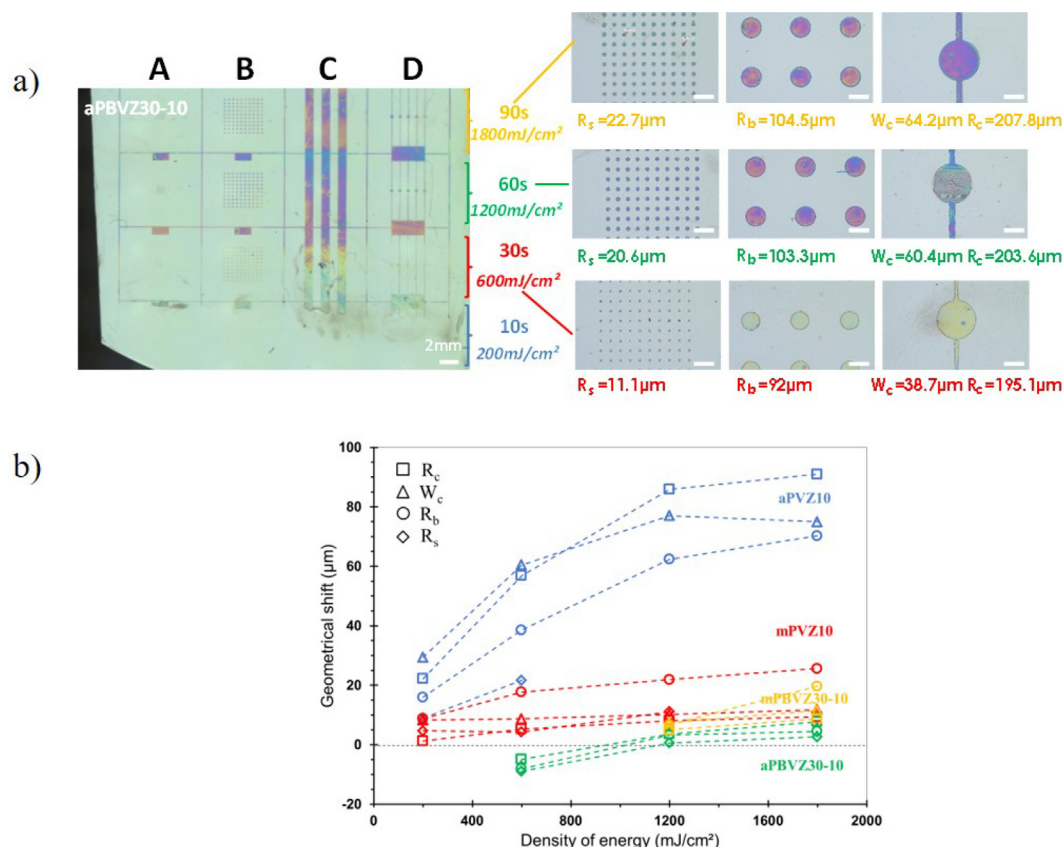 a)
A B C D
aPBVZ30-10
90s
1800mJ/cm²
60s
1200mJ/cm²
30s
600mJ/cm²
10s
200mJ/cm²
2mm
Rs =22.7µm Rb =104.5µm Wc =64.2µm Rc =207.8µm
Rs =20.6µm Rb =103.3µm Wc =60.4µm Rc =203.6µm
Rs =11.1µm Rb =92µm Wc =38.7µm Rc =195.1µm
b)
Geometrical shift (µm)
100
80
60
40
20
0
-20
Rc
Wc
Rb
Rs
aPVZ10
mPVZ10
mPBVZ30-10
aPBVZ30-10
0 400 800 1200 1600 2000
Density of energy (mJ/cm²)